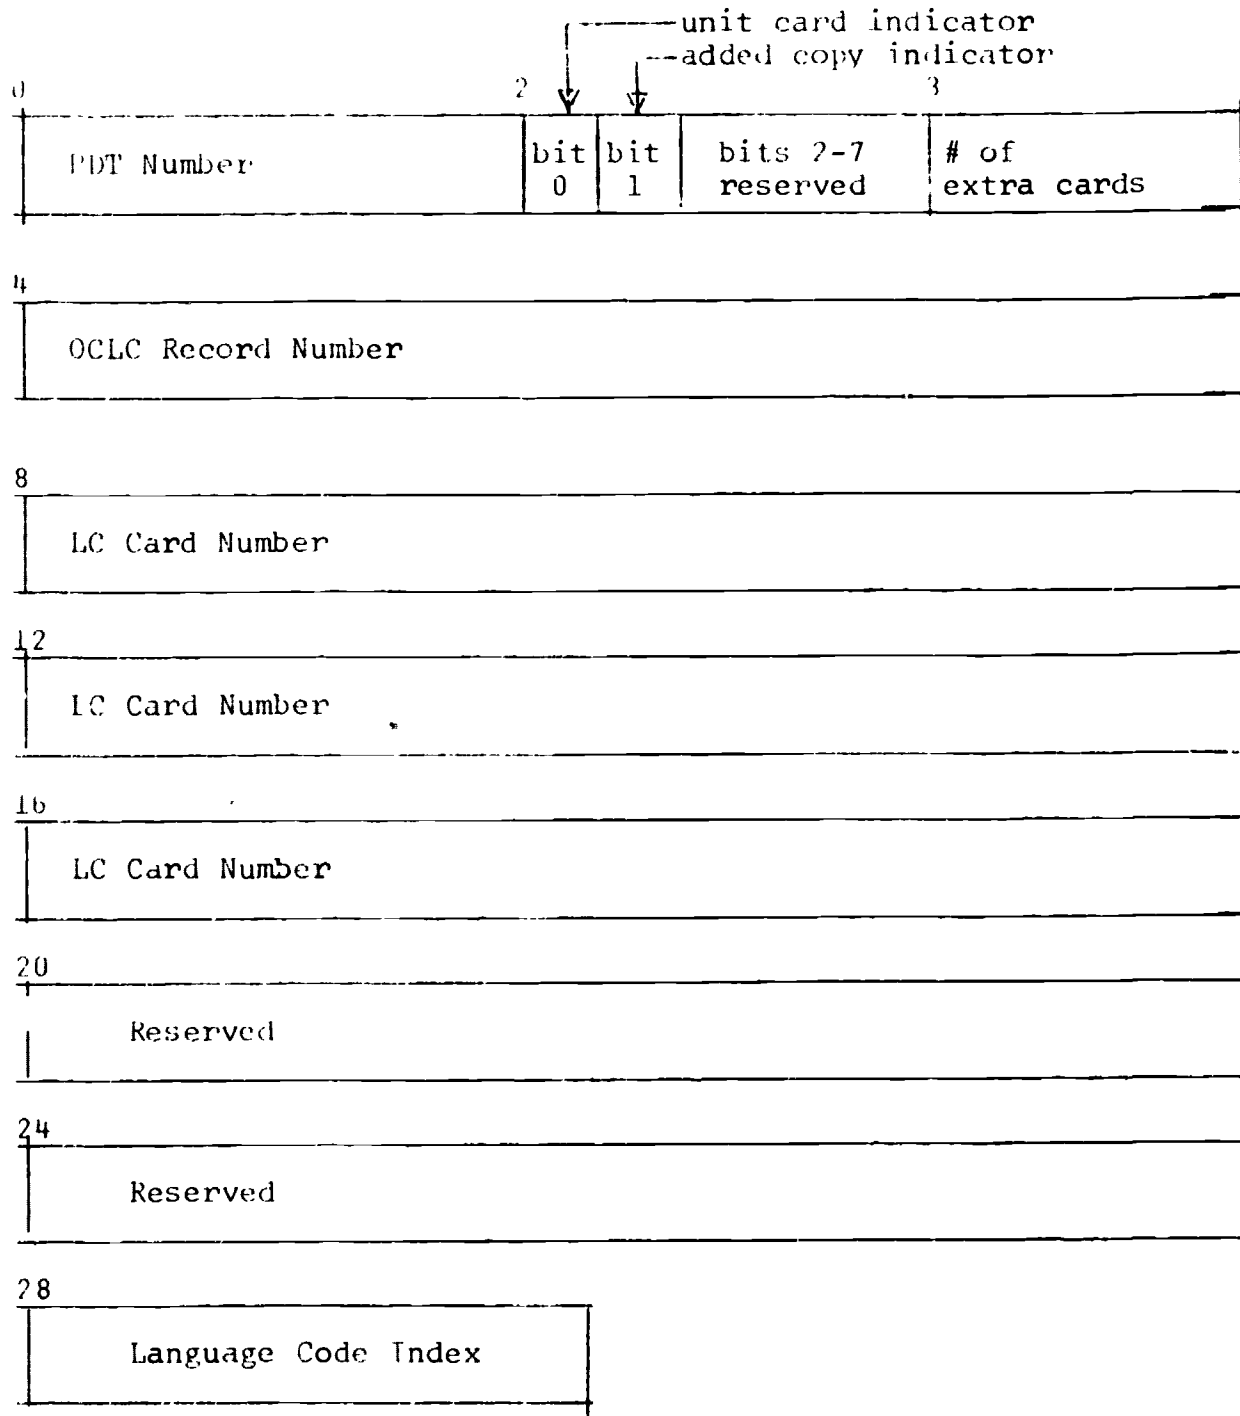 unit card indicator
added copy indicator
0 2 3
PDT Number bit 0 bit 1 bits 2-7 reserved # of extra cards
4
OCLC Record Number
8
LC Card Number
12
LC Card Number
16
LC Card Number
20
Reserved
24
Reserved
28
Language Code Index